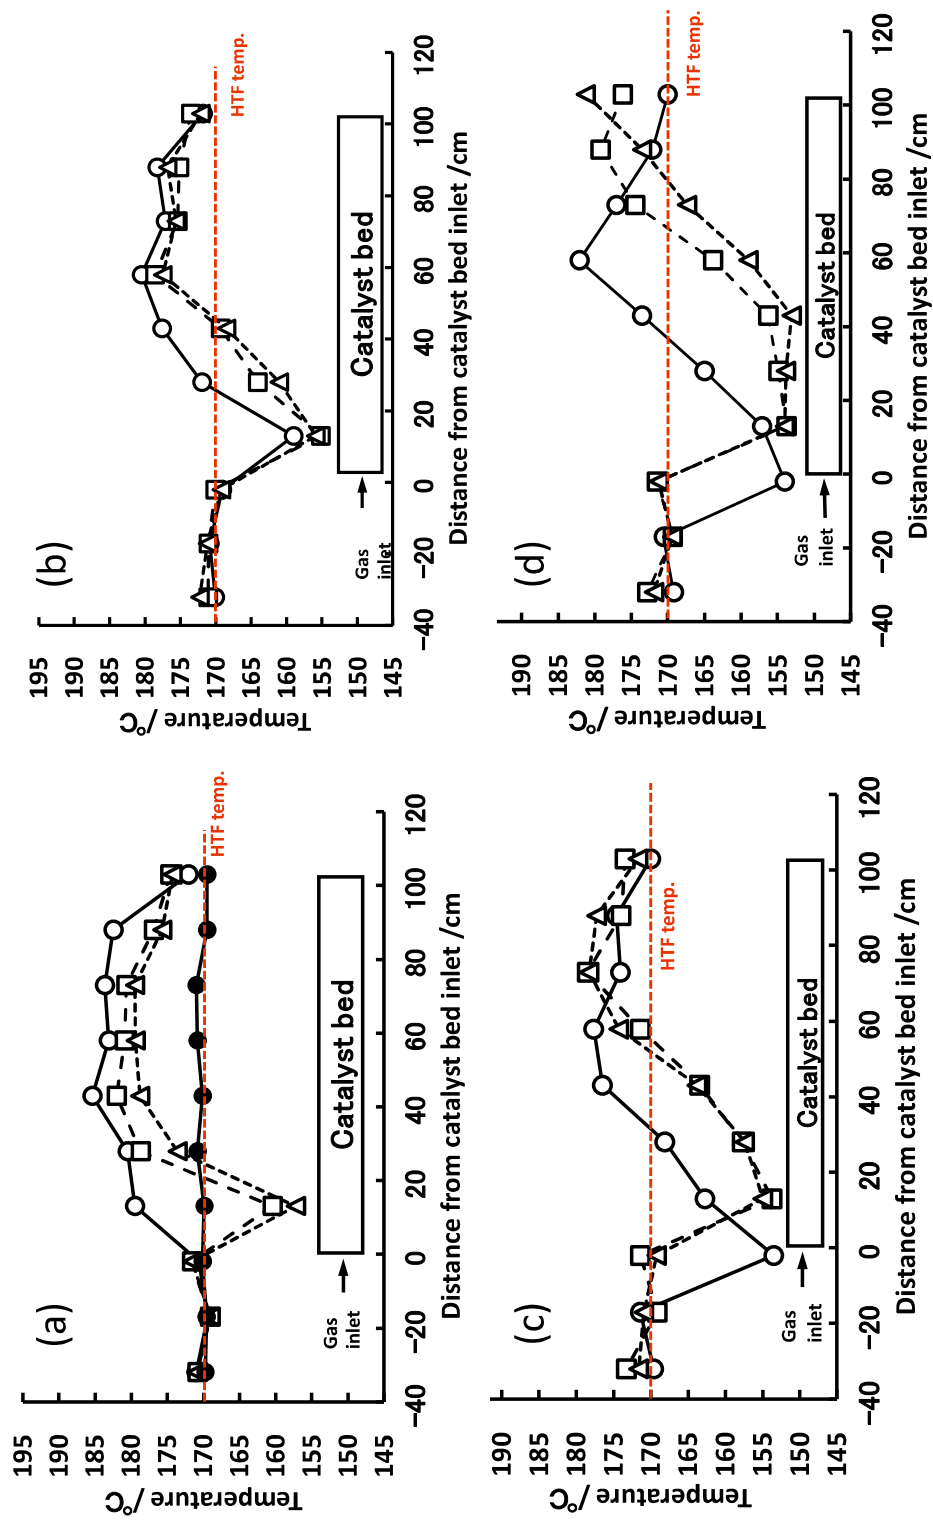 (a)
195
190
185
180
175
170
165
160
155
150
145
Temperature /°C
HTF temp.
Catalyst bed
Gas
inlet
−40
−20
0
20
40
60
80
100
120
Distance from catalyst bed inlet /cm
(b)
195
190
185
180
175
170
165
160
155
150
145
Temperature /°C
HTF temp.
Catalyst bed
Gas
inlet
−40
−20
0
20
40
60
80
100
120
Distance from catalyst bed inlet /cm
(c)
190
185
180
175
170
165
160
155
150
145
Temperature /°C
HTF temp.
Catalyst bed
Gas
inlet
−40
−20
0
20
40
60
80
100
120
Distance from catalyst bed inlet /cm
(d)
190
185
180
175
170
165
160
155
150
145
Temperature /°C
HTF temp.
Catalyst bed
Gas
inlet
−40
−20
0
20
40
60
80
100
120
Distance from catalyst bed inlet /cm